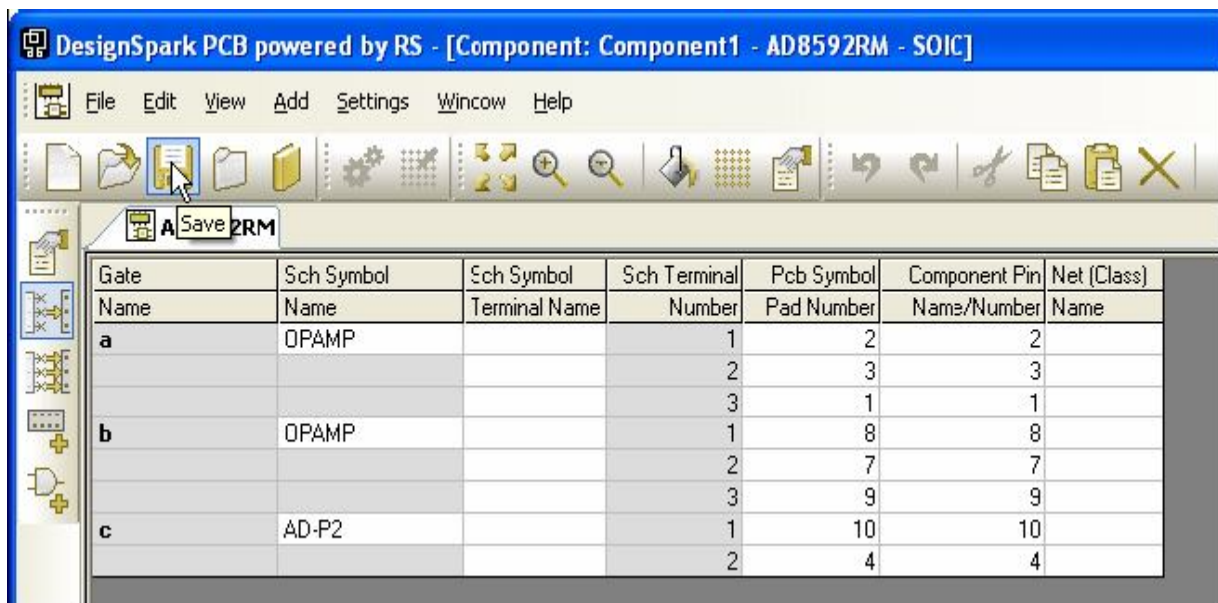 DesignSpark PCB powered by RS - [Component: Component1 - AD8592RM - SOIC]
File Edit View Add Settings Wincow Help
Save
A 2RM
Gate Sch Symbol Sch Symbol Sch Terminal Pcb Symbol Component Pin Net (Class)
Name Name Terminal Name Number Pad Number Name/Number Name
a OPAMP 1 2 2
2 3 3
3 1 1
b OPAMP 1 8 8
2 7 7
3 9 9
c AD-P2 1 10 10
2 4 4